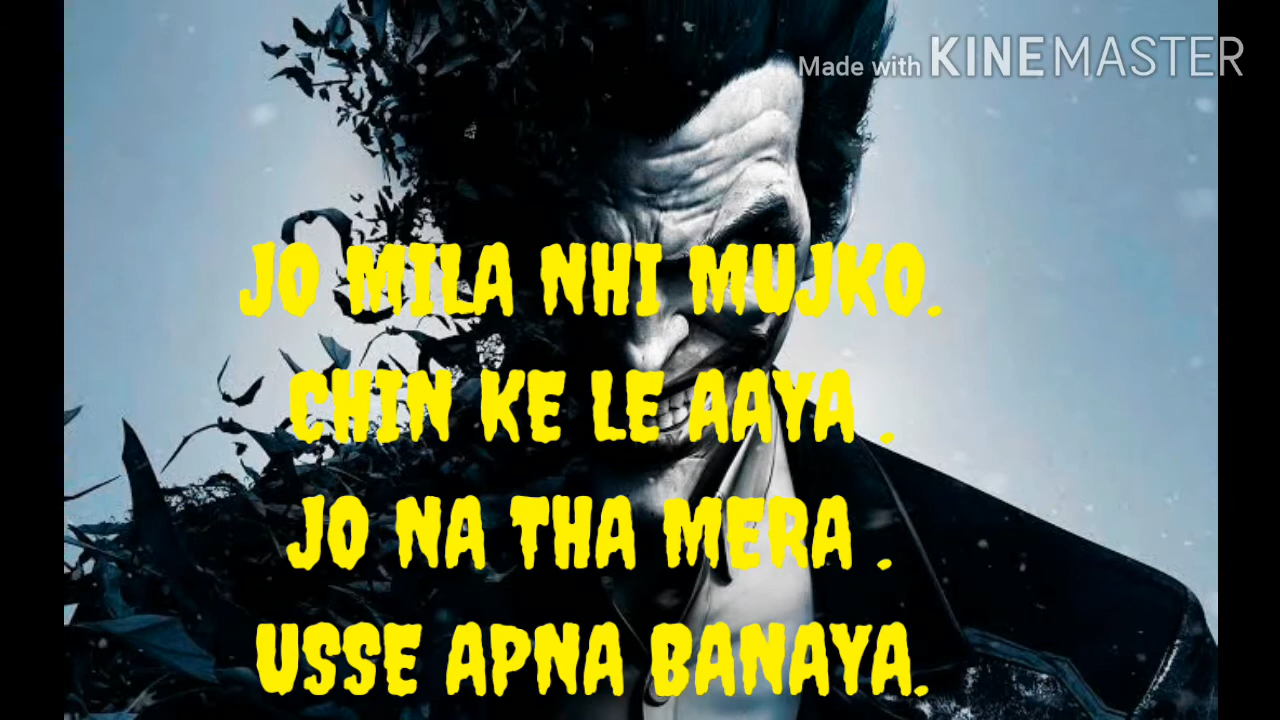 Made with KINEMASTER
JO MILA NHI MUJKO.
CHIN KE LE AAYA .
JO NA THA MERA .
USSE APNA BANAYA.